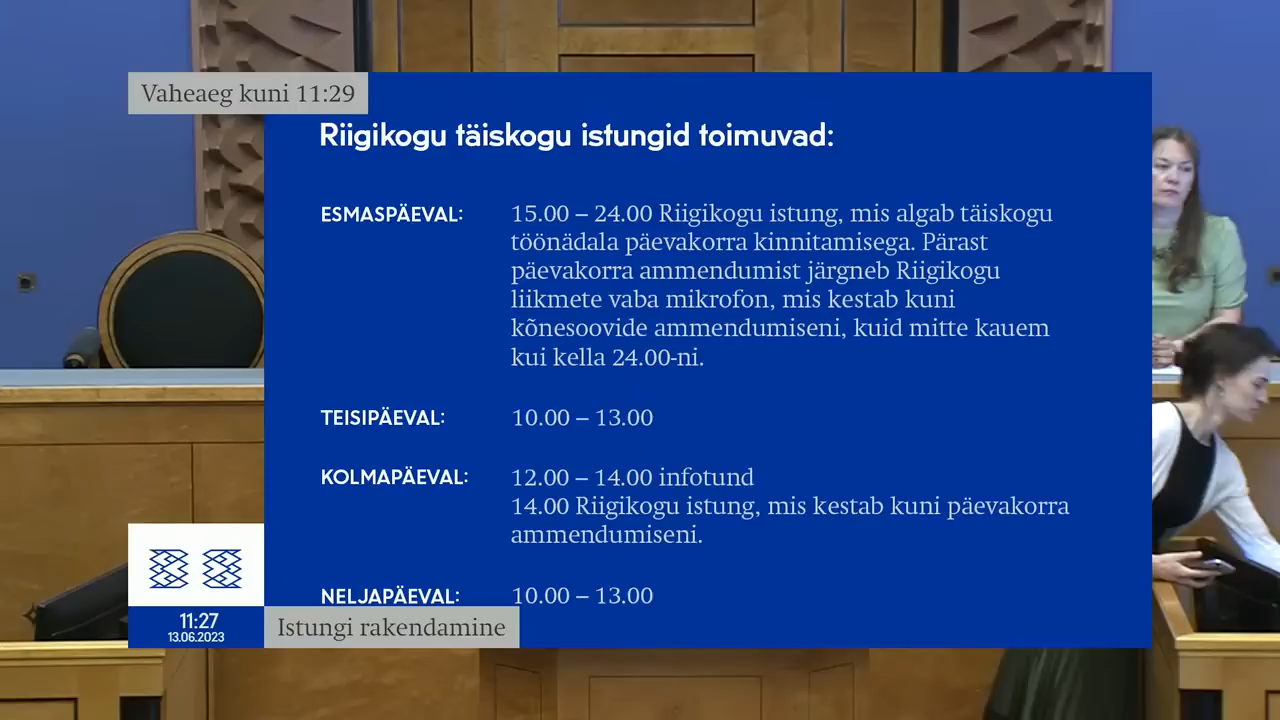 Vaheaeg kuni 11:29
Riigikogu täiskogu istungid toimuvad:
ESMASPÄEVAL:
15.00 – 24.00 Riigikogu istung, mis algab täiskogu
töönädala päevakorra kinnitamisega. Pärast
päevakorra ammendumist järgneb Riigikogu
liikmete vaba mikrofon, mis kestab kuni
kõnesoovide ammendumiseni, kuid mitte kauem
kui kella 24.00-ni.
TEISIPÄEVAL:
10.00 – 13.00
KOLMAPÄEVAL:
12.00 – 14.00 infotund
14.00 Riigikogu istung, mis kestab kuni päevakorra
ammendumiseni.
NELJAPÄEVAL:
10.00 – 13.00
11:27
13.06.2023
Istungi rakendamine